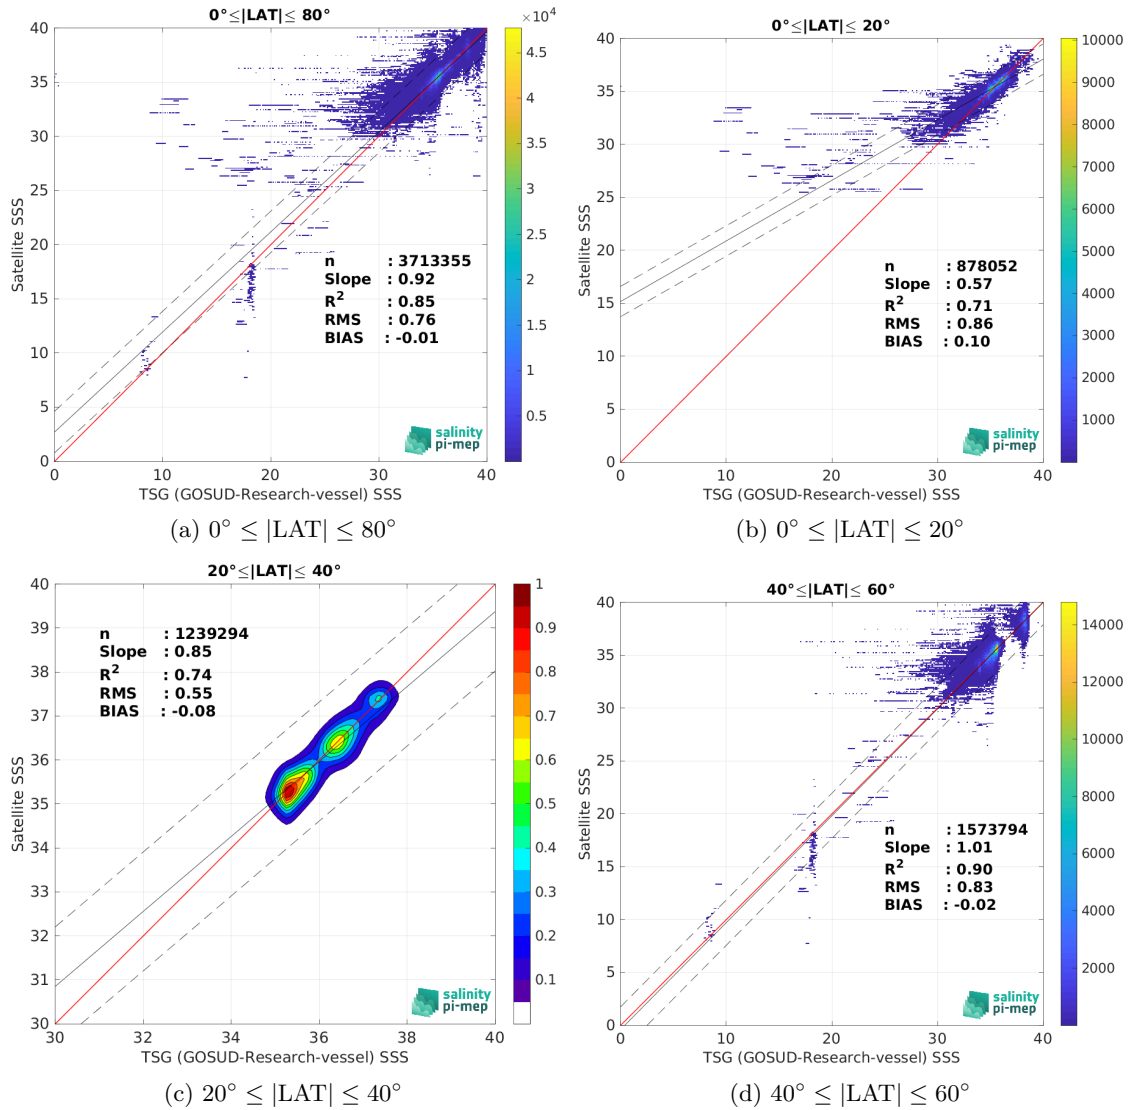 0°≤|LAT|≤ 80°
×10⁴
40
35
30
25
20
15
10
5
0
0
10
20
30
40
4.5
4
3.5
3
2.5
2
1.5
1
0.5
Satellite SSS
n : 3713355
Slope : 0.92
R² : 0.85
RMS : 0.76
BIAS : -0.01
salinity
pi-mep
TSG (GOSUD-Research-vessel) SSS
(a) 0° ≤ |LAT| ≤ 80°
0°≤|LAT|≤ 20°
40
35
30
25
20
15
10
5
0
0
10
20
30
40
10000
9000
8000
7000
6000
5000
4000
3000
2000
1000
Satellite SSS
n : 878052
Slope : 0.57
R² : 0.71
RMS : 0.86
BIAS : 0.10
salinity
pi-mep
TSG (GOSUD-Research-vessel) SSS
(b) 0° ≤ |LAT| ≤ 20°
20°≤|LAT|≤ 40°
40
39
38
37
36
35
34
33
32
31
30
30
32
34
36
38
40
1
0.9
0.8
0.7
0.6
0.5
0.4
0.3
0.2
0.1
Satellite SSS
n : 1239294
Slope : 0.85
R² : 0.74
RMS : 0.55
BIAS : -0.08
salinity
pi-mep
TSG (GOSUD-Research-vessel) SSS
(c) 20° ≤ |LAT| ≤ 40°
40°≤|LAT|≤ 60°
40
35
30
25
20
15
10
5
0
0
10
20
30
40
14000
12000
10000
8000
6000
4000
2000
Satellite SSS
n : 1573794
Slope : 1.01
R² : 0.90
RMS : 0.83
BIAS : -0.02
salinity
pi-mep
TSG (GOSUD-Research-vessel) SSS
(d) 40° ≤ |LAT| ≤ 60°